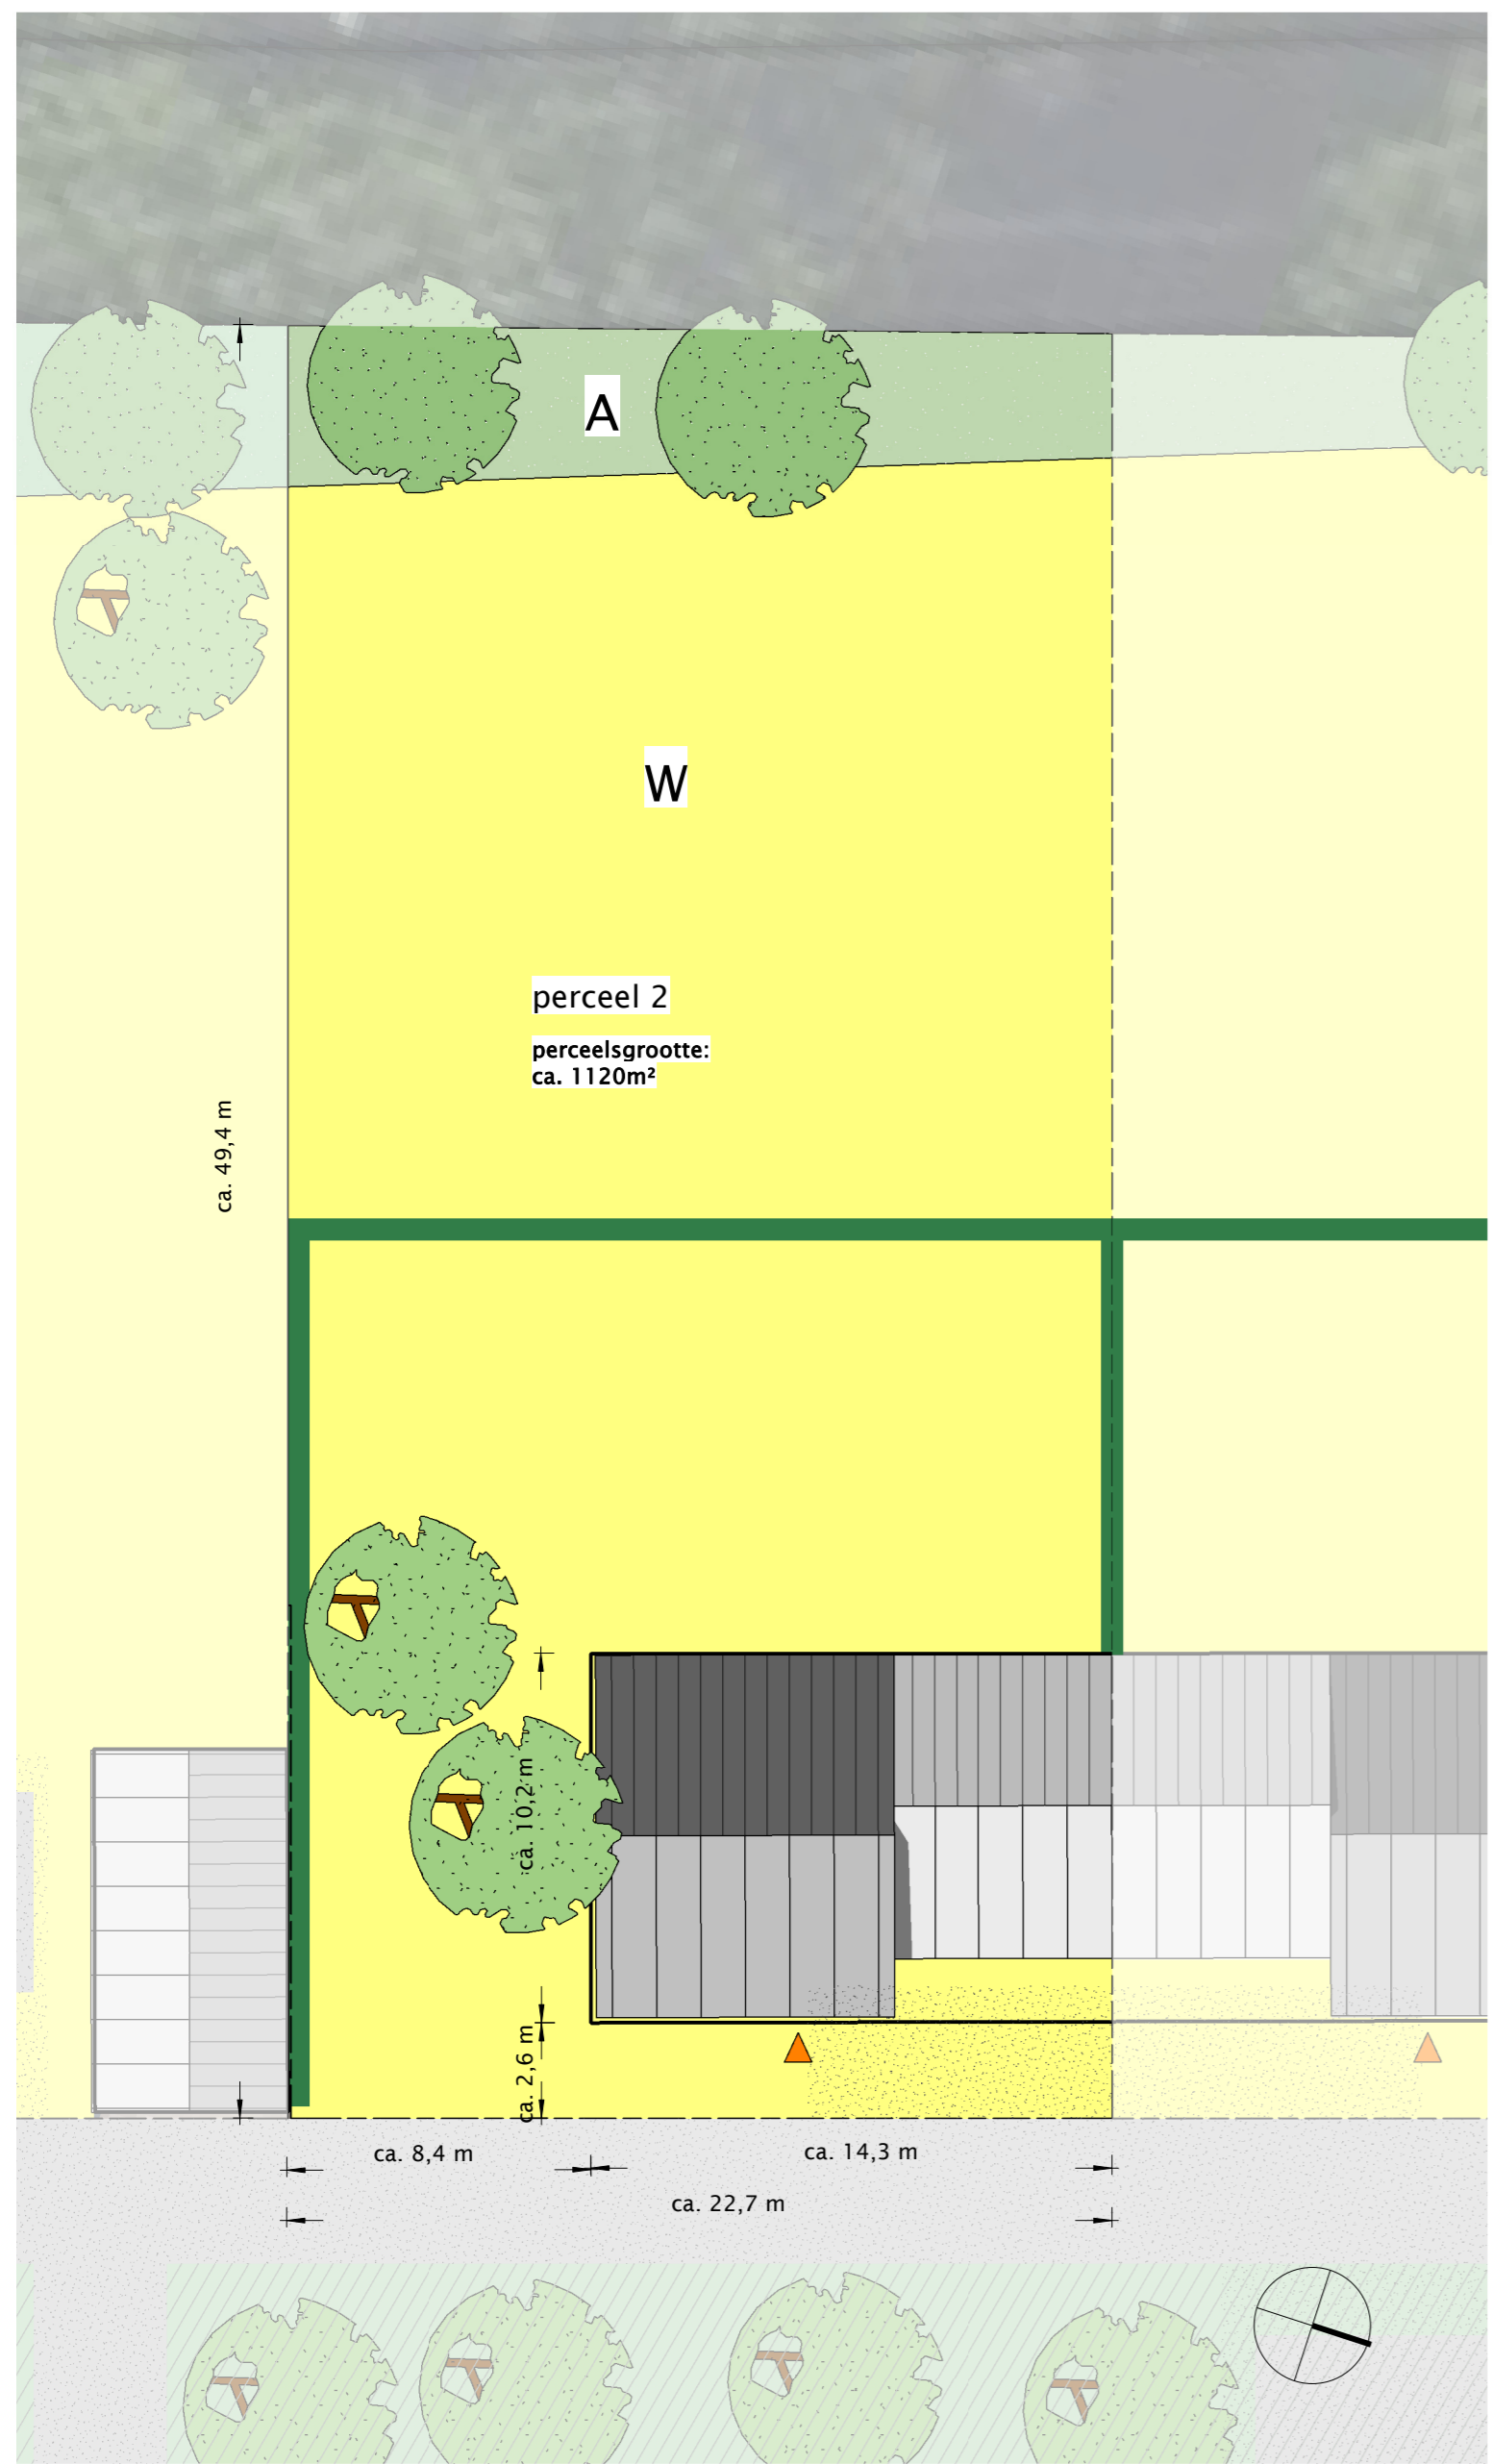 A
W
perceel 2
perceelsgrootte:
ca. 1120m²
ca. 49,4 m
ca. 10,2 m
ca. 2,6 m
ca. 8,4 m
ca. 14,3 m
ca. 22,7 m